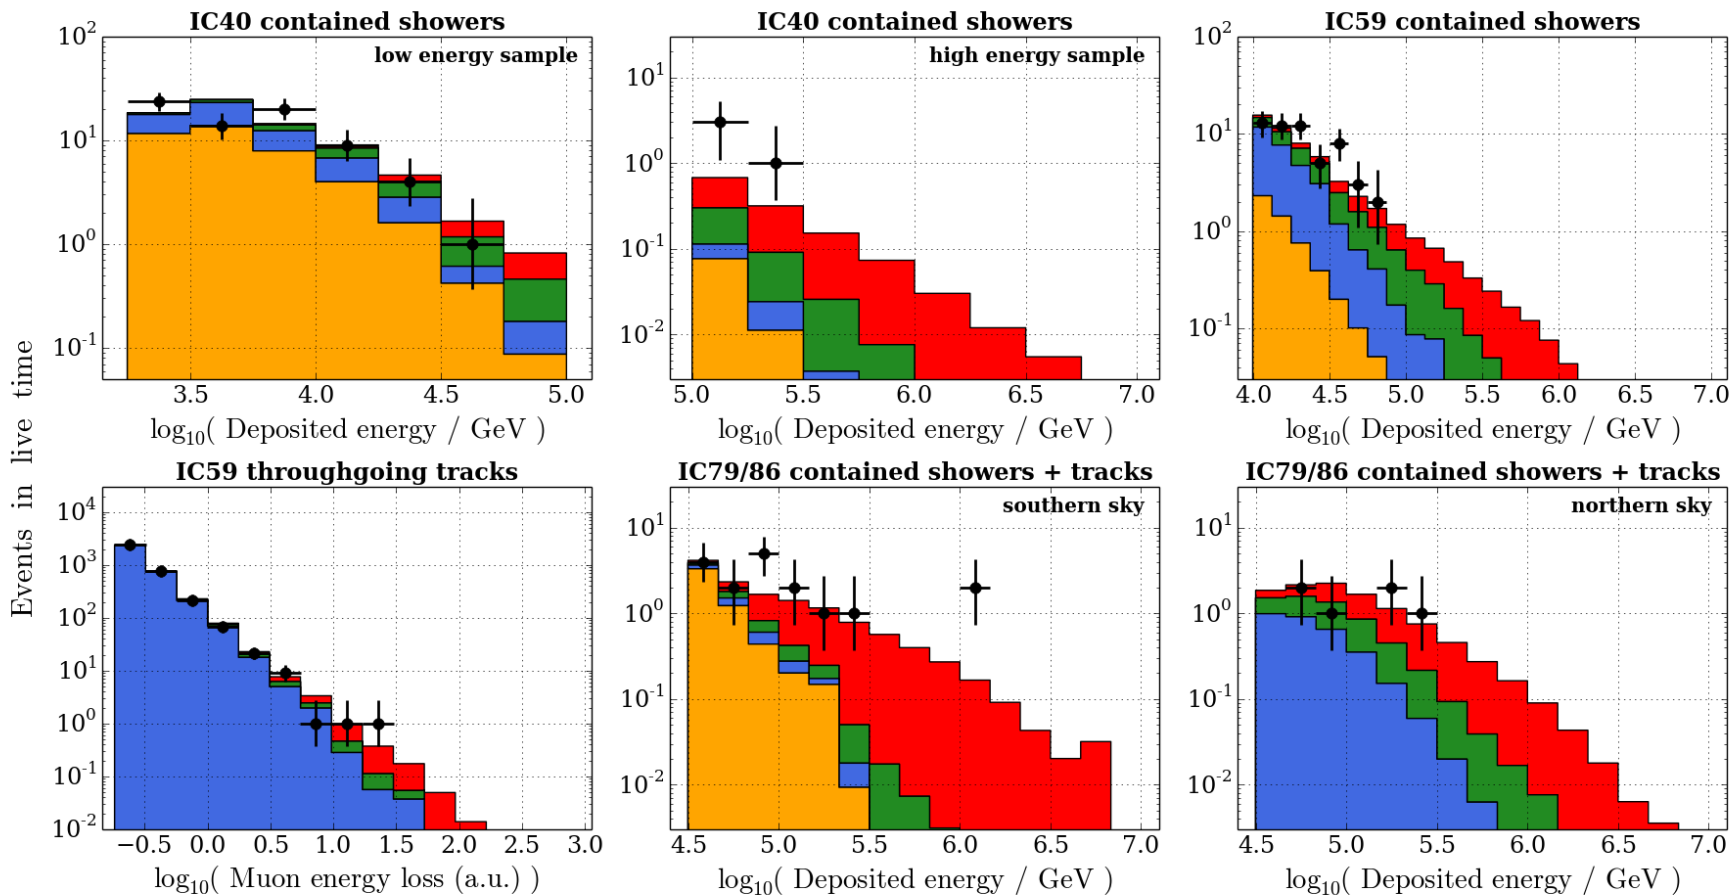 IC40 contained showers
low energy sample
10²
10¹
10⁰
10⁻¹
3.5 4.0 4.5 5.0
log₁₀( Deposited energy / GeV )
IC40 contained showers
high energy sample
10¹
10⁰
10⁻¹
10⁻²
5.0 5.5 6.0 6.5 7.0
log₁₀( Deposited energy / GeV )
IC59 contained showers
10²
10¹
10⁰
10⁻¹
4.0 4.5 5.0 5.5 6.0 6.5 7.0
log₁₀( Deposited energy / GeV )
Events in live time
IC59 throughgoing tracks
10⁴
10³
10²
10¹
10⁰
10⁻¹
10⁻²
−0.5 0.0 0.5 1.0 1.5 2.0 2.5 3.0
log₁₀( Muon energy loss (a.u.) )
IC79/86 contained showers + tracks
southern sky
10¹
10⁰
10⁻¹
10⁻²
4.5 5.0 5.5 6.0 6.5 7.0
log₁₀( Deposited energy / GeV )
IC79/86 contained showers + tracks
northern sky
10¹
10⁰
10⁻¹
10⁻²
4.5 5.0 5.5 6.0 6.5 7.0
log₁₀( Deposited energy / GeV )